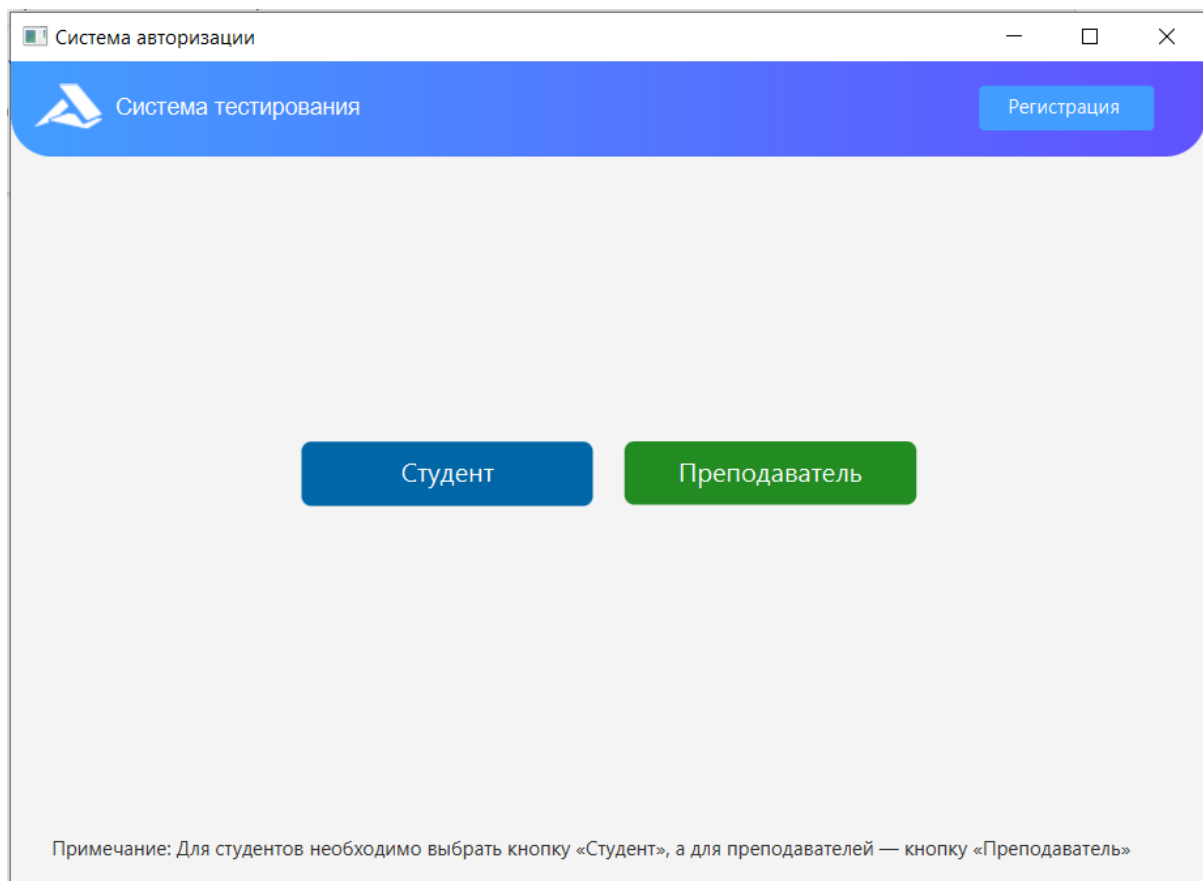 Система авторизации
Система тестирования
Регистрация
Студент
Преподаватель
Примечание: Для студентов необходимо выбрать кнопку «Студент», а для преподавателей — кнопку «Преподаватель»